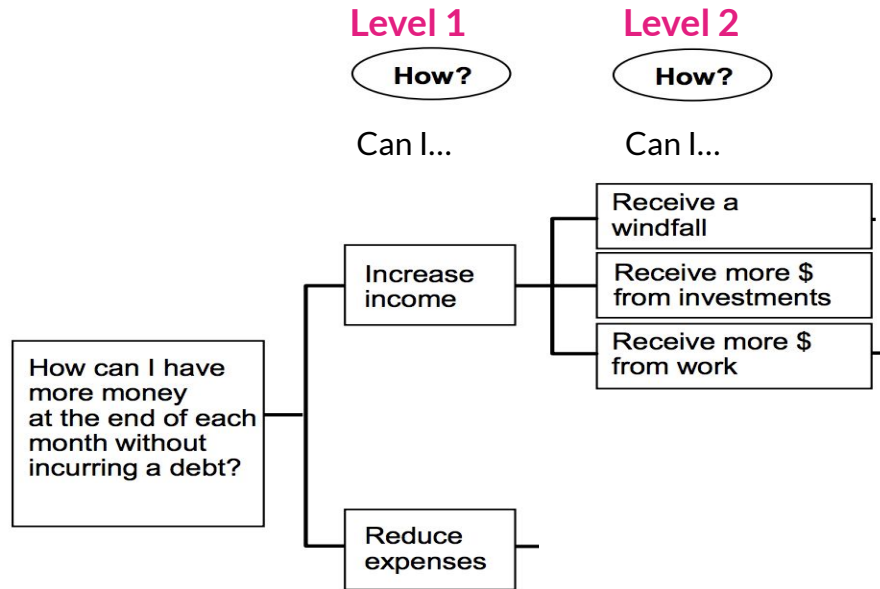 Level 1
Level 2
How?
How?
Can I...
Can I...
Receive a
windfall
Increase
income
Receive more $
from investments
Receive more $
from work
How can I have
more money
at the end of each
month without
incurring a debt?
Reduce
expenses